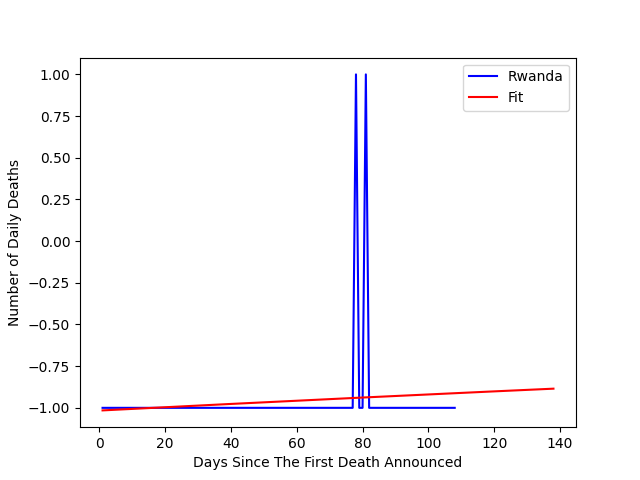 Rwanda
Fit
1.00
0.75
0.50
0.25
0.00
−0.25
−0.50
−0.75
−1.00
Number of Daily Deaths
0 20 40 60 80 100 120 140
Days Since The First Death Announced